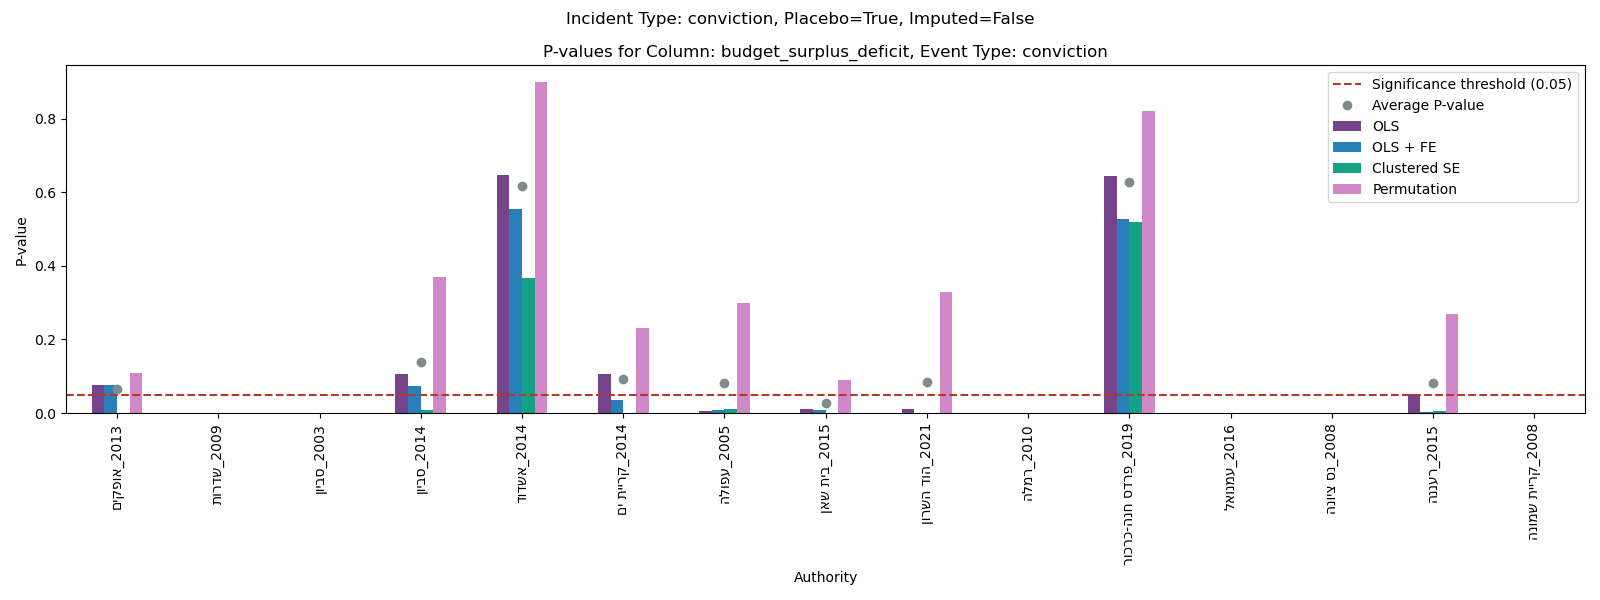 Incident Type: conviction, Placebo=True, Imputed=False
P-values for Column: budget_surplus_deficit, Event Type: conviction
Significance threshold (0.05)
Average P-value
OLS
OLS + FE
Clustered SE
Permutation
P-value
0.8
0.6
0.4
0.2
0.0
אופקים_2013
שדרות_2009
סביון_2003
סביון_2014
אשדוד_2014
קריית ים_2014
עפולה_2005
בית שאן_2015
הוד השרון_2021
רמלה_2010
פרדס חנה-כרכור_2019
עמנואל_2016
נס ציונה_2008
רעננה_2015
קריית שמונה_2008
Authority